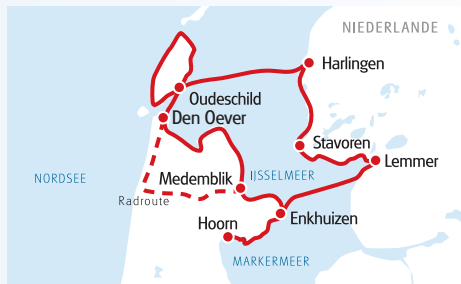 NIEDERLANDE
Harlingen
Oudeschild
Den Oever
Stavoren
Lemmer
NORDSEE
Medemblik
IJSSELMEER
Radroute
Hoorn
Enkhuizen
MARKERMEER